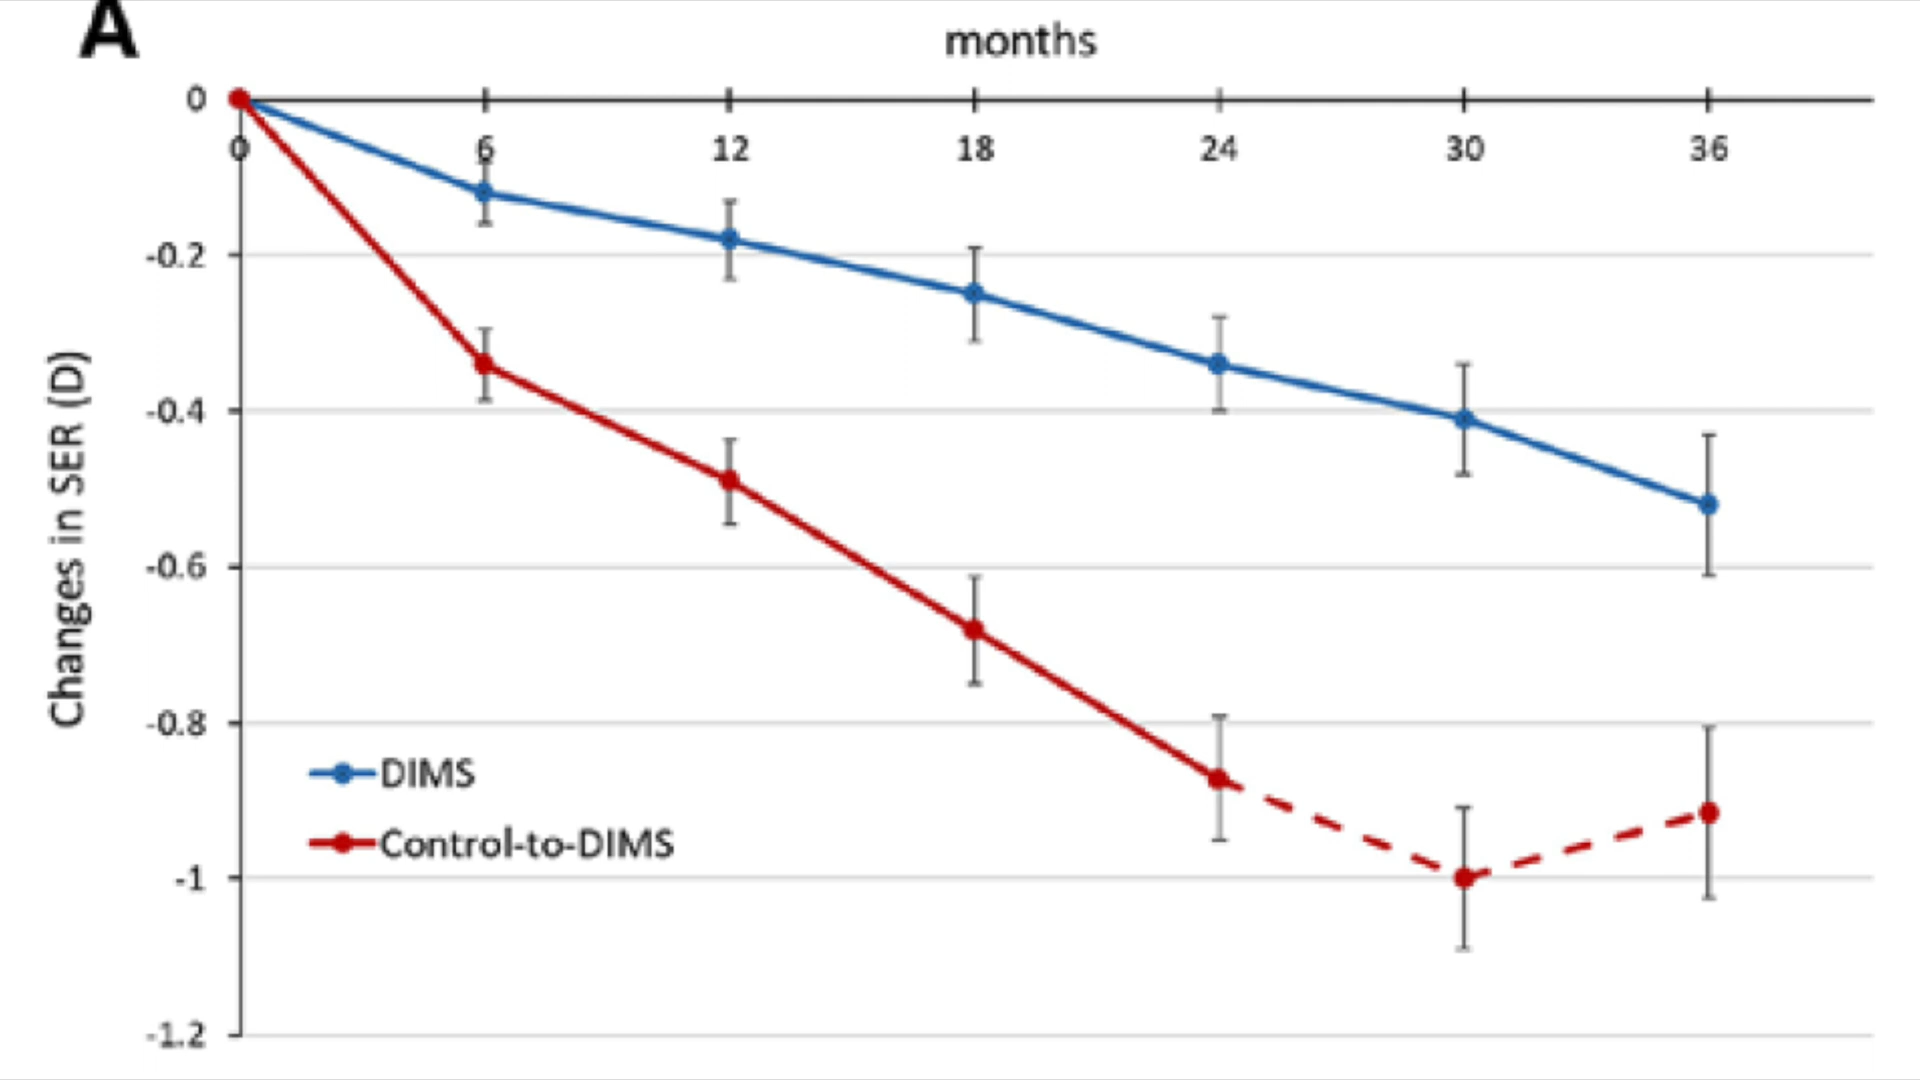 A
months
0
0 6 12 18 24 30 36
-0.2
-0.4
-0.6
-0.8
-1
-1.2
Changes in SER (D)
DIMS
Control-to-DIMS